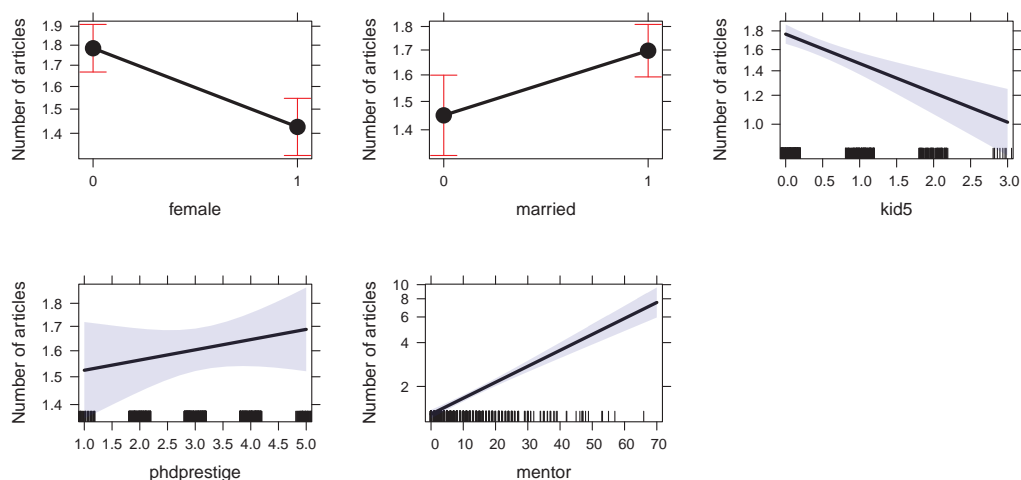 Number of articles
1.9
1.8
1.7
1.6
1.5
1.4
0 1
female
Number of articles
1.8
1.7
1.6
1.5
1.4
0 1
married
Number of articles
1.8
1.6
1.4
1.2
1.0
0.0 0.5 1.0 1.5 2.0 2.5 3.0
kid5
Number of articles
1.8
1.7
1.6
1.5
1.4
1.0 1.5 2.0 2.5 3.0 3.5 4.0 4.5 5.0
phdprestige
Number of articles
10
8
6
4
2
0 10 20 30 40 50 60 70
mentor